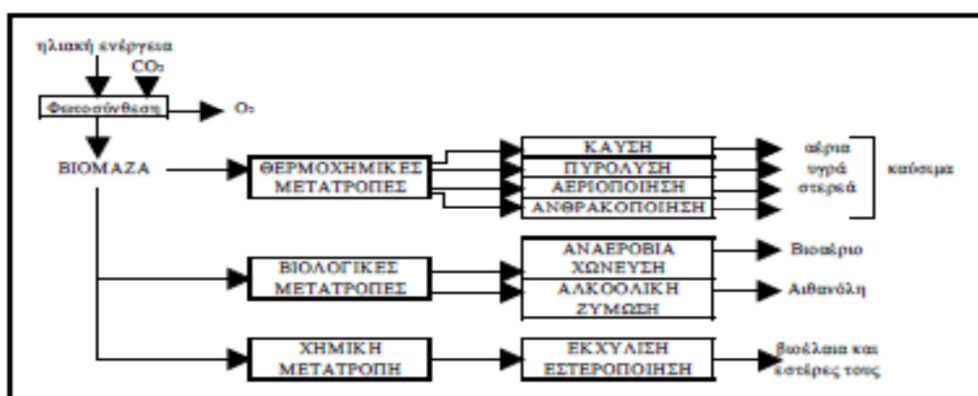 ηλιακή ενέργεια
CO₂
Φωτοσύνθεση
O₂
ΒΙΟΜΑΖΑ
ΘΕΡΜΟΧΗΜΙΚΕΣ
ΜΕΤΑΤΡΟΠΕΣ
ΚΑΥΣΗ
ΠΥΡΟΛΥΣΗ
ΑΕΡΙΟΠΟΙΗΣΗ
ΑΝΘΡΑΚΟΠΟΙΗΣΗ
αέρια
υγρά
στερεά
καύσιμα
ΒΙΟΛΟΓΙΚΕΣ
ΜΕΤΑΤΡΟΠΕΣ
ΑΝΑΕΡΟΒΙΑ
ΧΩΝΕΥΣΗ
ΑΛΚΟΟΛΙΚΗ
ΖΥΜΩΣΗ
Βιοαέριο
Αιθανόλη
ΧΗΜΙΚΗ
ΜΕΤΑΤΡΟΠΗ
ΕΚΧΥΛΙΣΗ
ΕΣΤΕΡΟΠΟΙΗΣΗ
βιοέλαια και
εστέρες τους